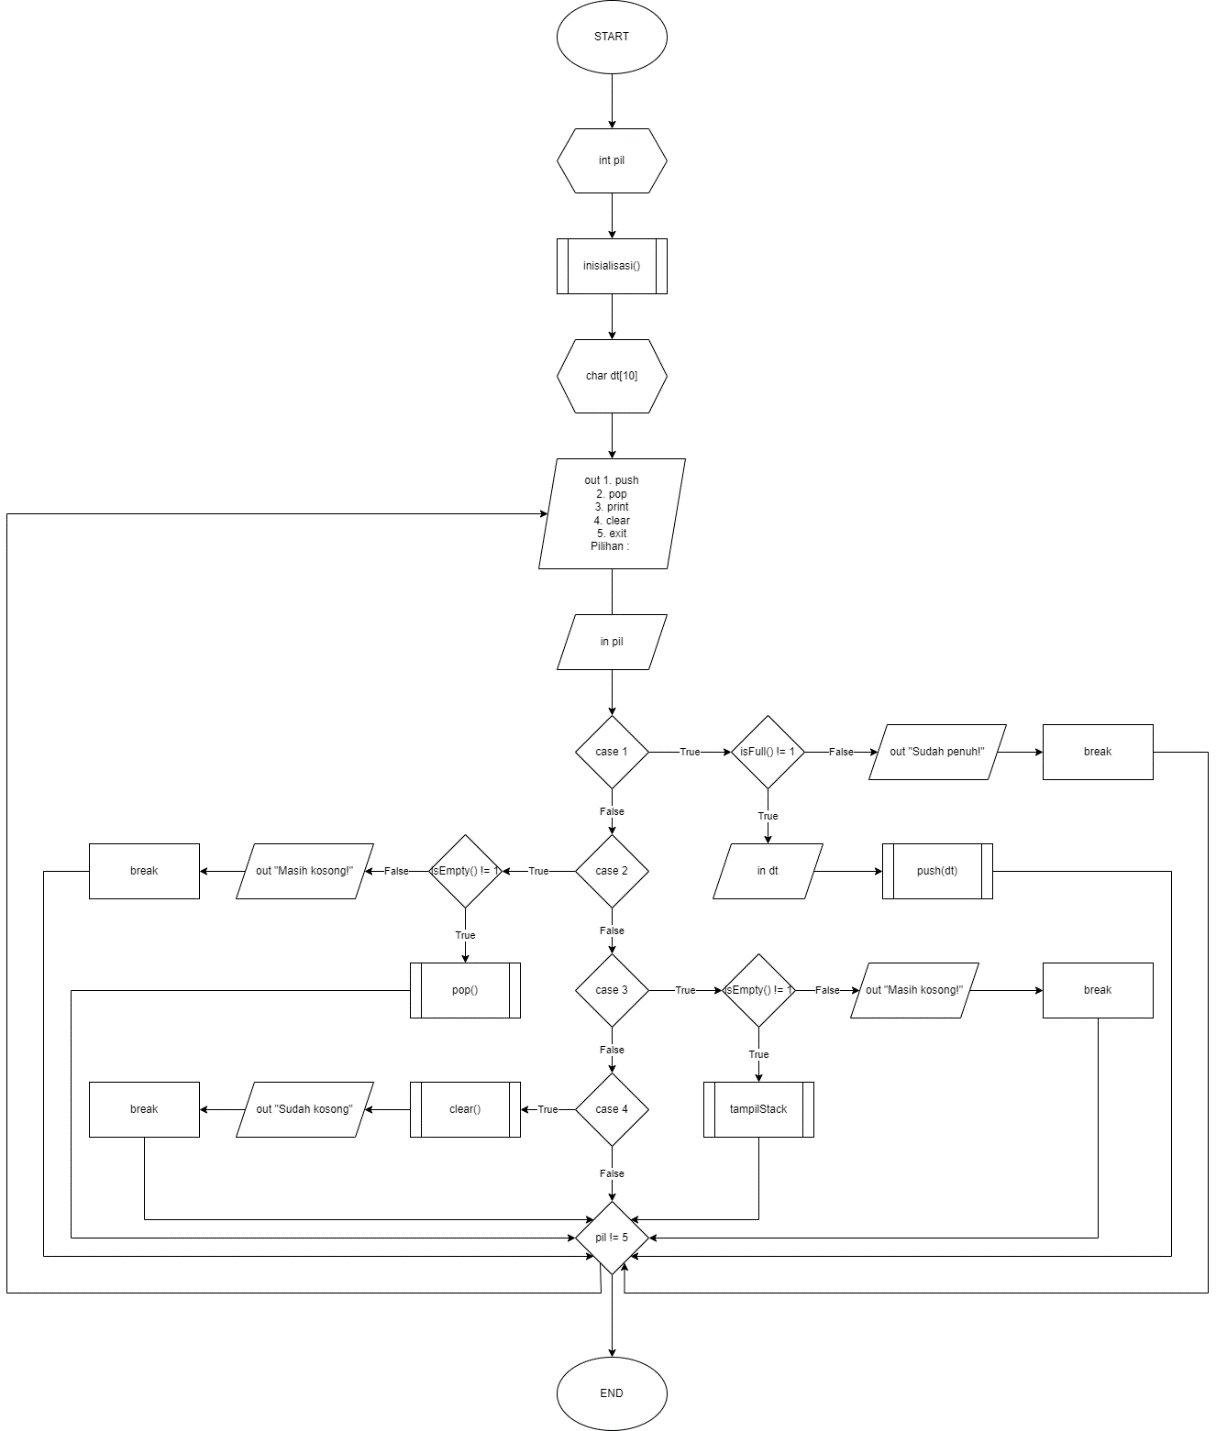 START
int pil
inisialisasi()
char dt[10]
out 1. push
2. pop
3. print
4. clear
5. exit
Pilihan :
in pil
case 1
True
isFull() != 1
False
out "Sudah penuh!"
break
False
True
break
out "Masih kosong!"
False
isEmpty() != 1
True
case 2
in dt
push(dt)
True
False
pop()
case 3
True
isEmpty() != 1
False
out "Masih kosong!"
break
False
True
break
out "Sudah kosong"
clear()
True
case 4
tampilStack
False
pil != 5
END